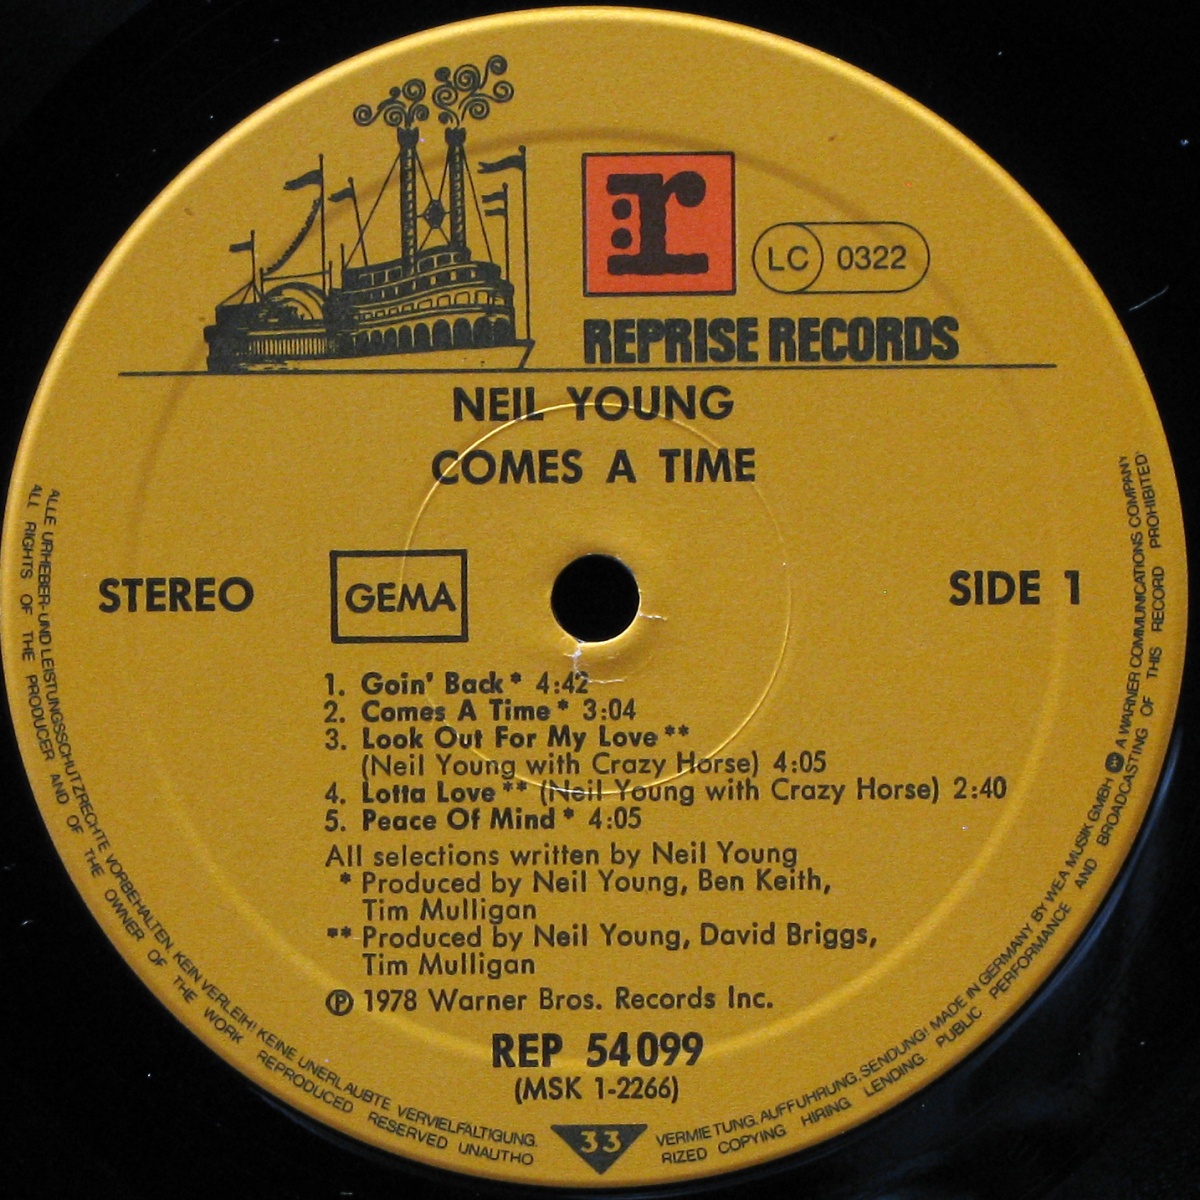 r
LC 0322
REPRISE RECORDS
NEIL YOUNG
COMES A TIME
STEREO
GEMA
SIDE 1
1. Goin' Back* 4:42
2. Comes A Time* 3:04
3. Look Out For My Love**
(Neil Young with Crazy Horse) 4:05
4. Lotta Love** (Neil Young with Crazy Horse) 2:40
5. Peace Of Mind* 4:05
All selections written by Neil Young
* Produced by Neil Young, Ben Keith,
Tim Mulligan
** Produced by Neil Young, David Briggs,
Tim Mulligan
Ⓟ 1978 Warner Bros. Records Inc.
REP 54099
(MSK 1-2266)
33
ALLE URHEBER- UND LEISTUNGSSCHUTZRECHTE VORBEHALTEN. KEIN VERLEIH! KEINE UNERLAUBTE VERVIELFÄLTIGUNG. VERMIETUNG. AUFFÜHRUNG. SENDUNG! MADE IN GERMANY BY WEA MUSIK GMBH A WARNER COMMUNICATIONS COMPANY
ALL RIGHTS OF THE PRODUCER AND OF THE OWNER OF THE WORK REPRODUCED RESERVED UNAUTHORIZED COPYING HIRING LENDING PUBLIC PERFORMANCE AND BROADCASTING OF THIS RECORD PROHIBITED